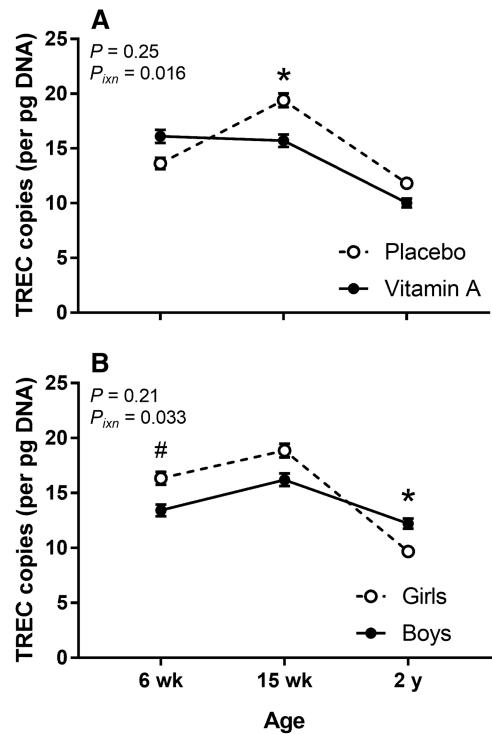 A
P = 0.25
P_ixn = 0.016
*
25
20
15
10
5
0
TREC copies (per pg DNA)
Placebo
Vitamin A
B
P = 0.21
P_ixn = 0.033
#
*
25
20
15
10
5
0
TREC copies (per pg DNA)
Girls
Boys
6 wk 15 wk 2 y
Age